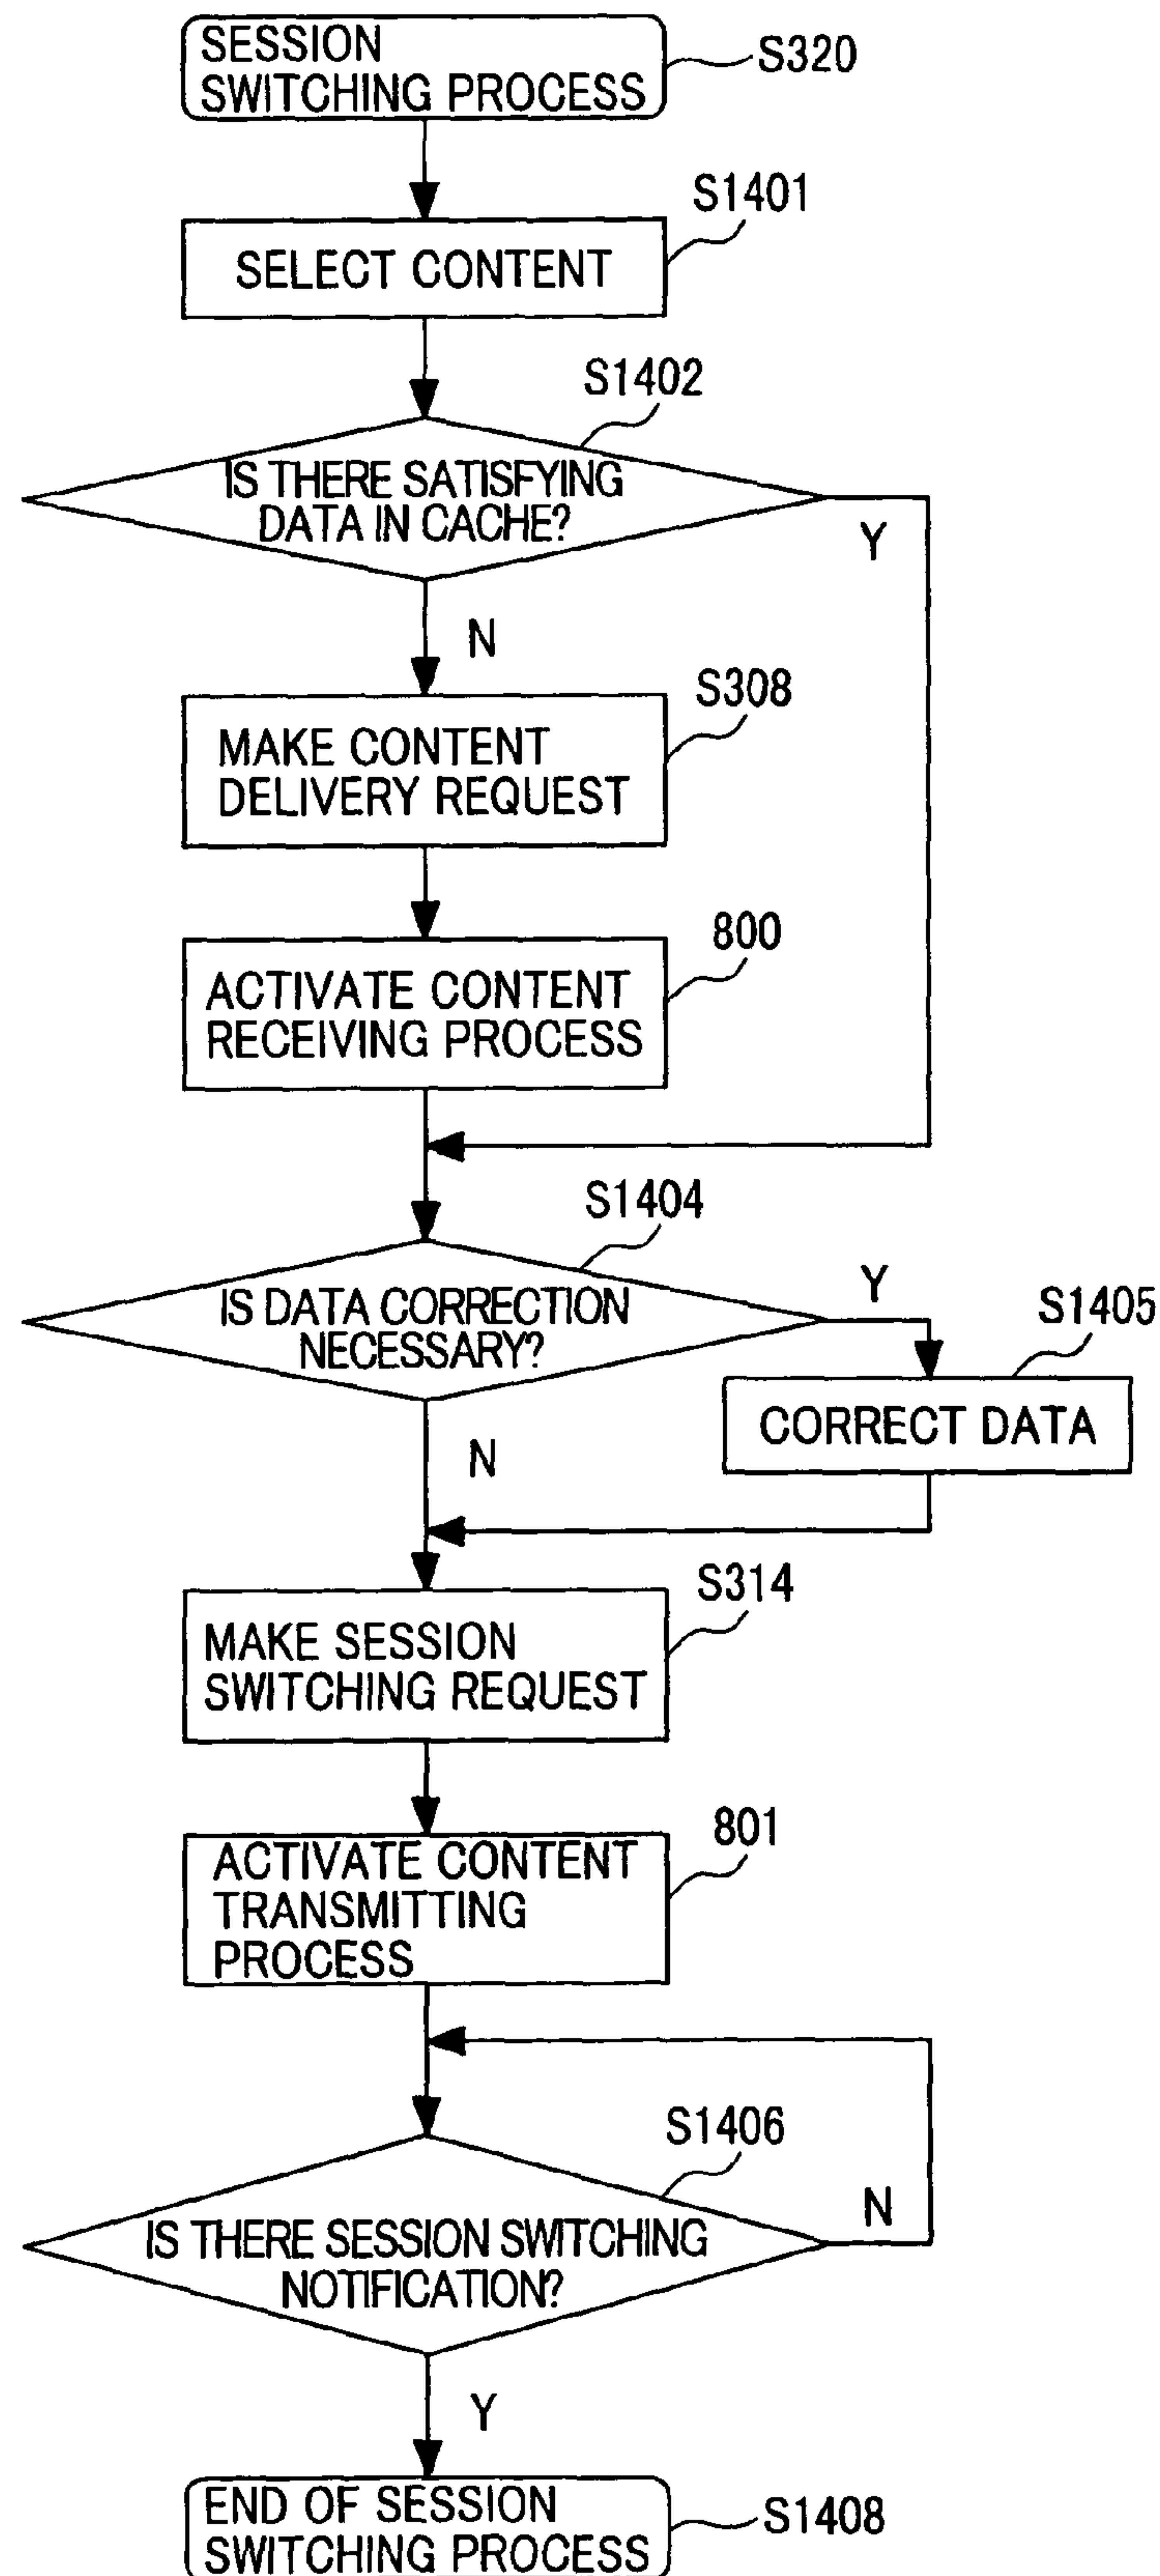 SESSION
SWITCHING PROCESS
S320
S1401
SELECT CONTENT
S1402
IS THERE SATISFYING
DATA IN CACHE?
Y
N
S308
MAKE CONTENT
DELIVERY REQUEST
800
ACTIVATE CONTENT
RECEIVING PROCESS
S1404
IS DATA CORRECTION
NECESSARY?
Y
S1405
CORRECT DATA
N
S314
MAKE SESSION
SWITCHING REQUEST
801
ACTIVATE CONTENT
TRANSMITTING
PROCESS
S1406
IS THERE SESSION SWITCHING
NOTIFICATION?
N
Y
END OF SESSION
SWITCHING PROCESS
S1408